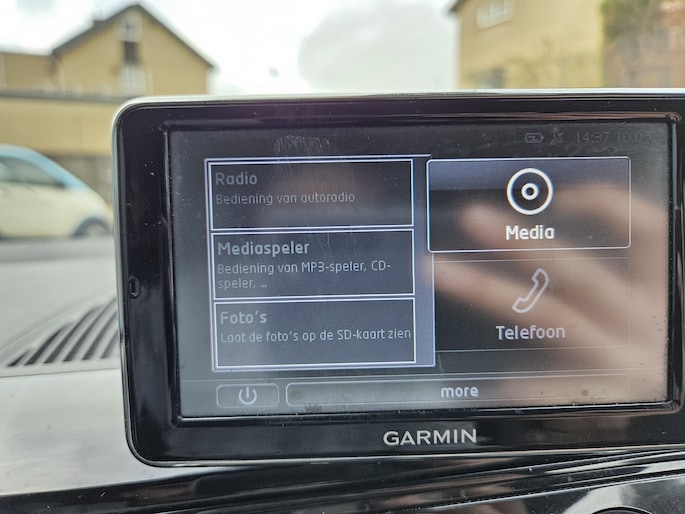 14:37
Radio
Bediening van autoradio
Mediaspeler
Bediening van MP3-speler, CD-
speler, ...
Foto's
Laat de foto's op de SD-kaart zien
Media
Telefoon
more
GARMIN